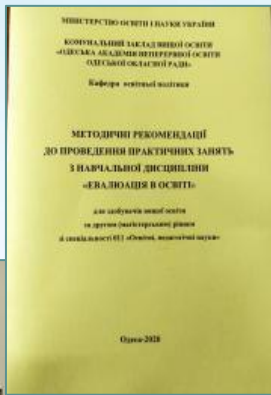 МІНІСТЕРСТВО ОСВІТИ І НАУКИ УКРАЇНИ
КОМУНАЛЬНИЙ ЗАКЛАД ВИЩОЇ ОСВІТИ
«ОДЕСЬКА АКАДЕМІЯ НЕПЕРЕРВНОЇ ОСВІТИ
ОДЕСЬКОЇ ОБЛАСНОЇ РАДИ»
Кафедра освітньої політики
МЕТОДИЧНІ РЕКОМЕНДАЦІЇ
ДО ПРОВЕДЕННЯ ПРАКТИЧНИХ ЗАНЯТЬ
З НАВЧАЛЬНОЇ ДИСЦИПЛІНИ
«ЕВАЛЮАЦІЯ В ОСВІТІ»
для здобувачів вищої освіти
за другим (магістерським) рівнем
зі спеціальності 011 «Освітні, педагогічні науки»
Одеса-2020